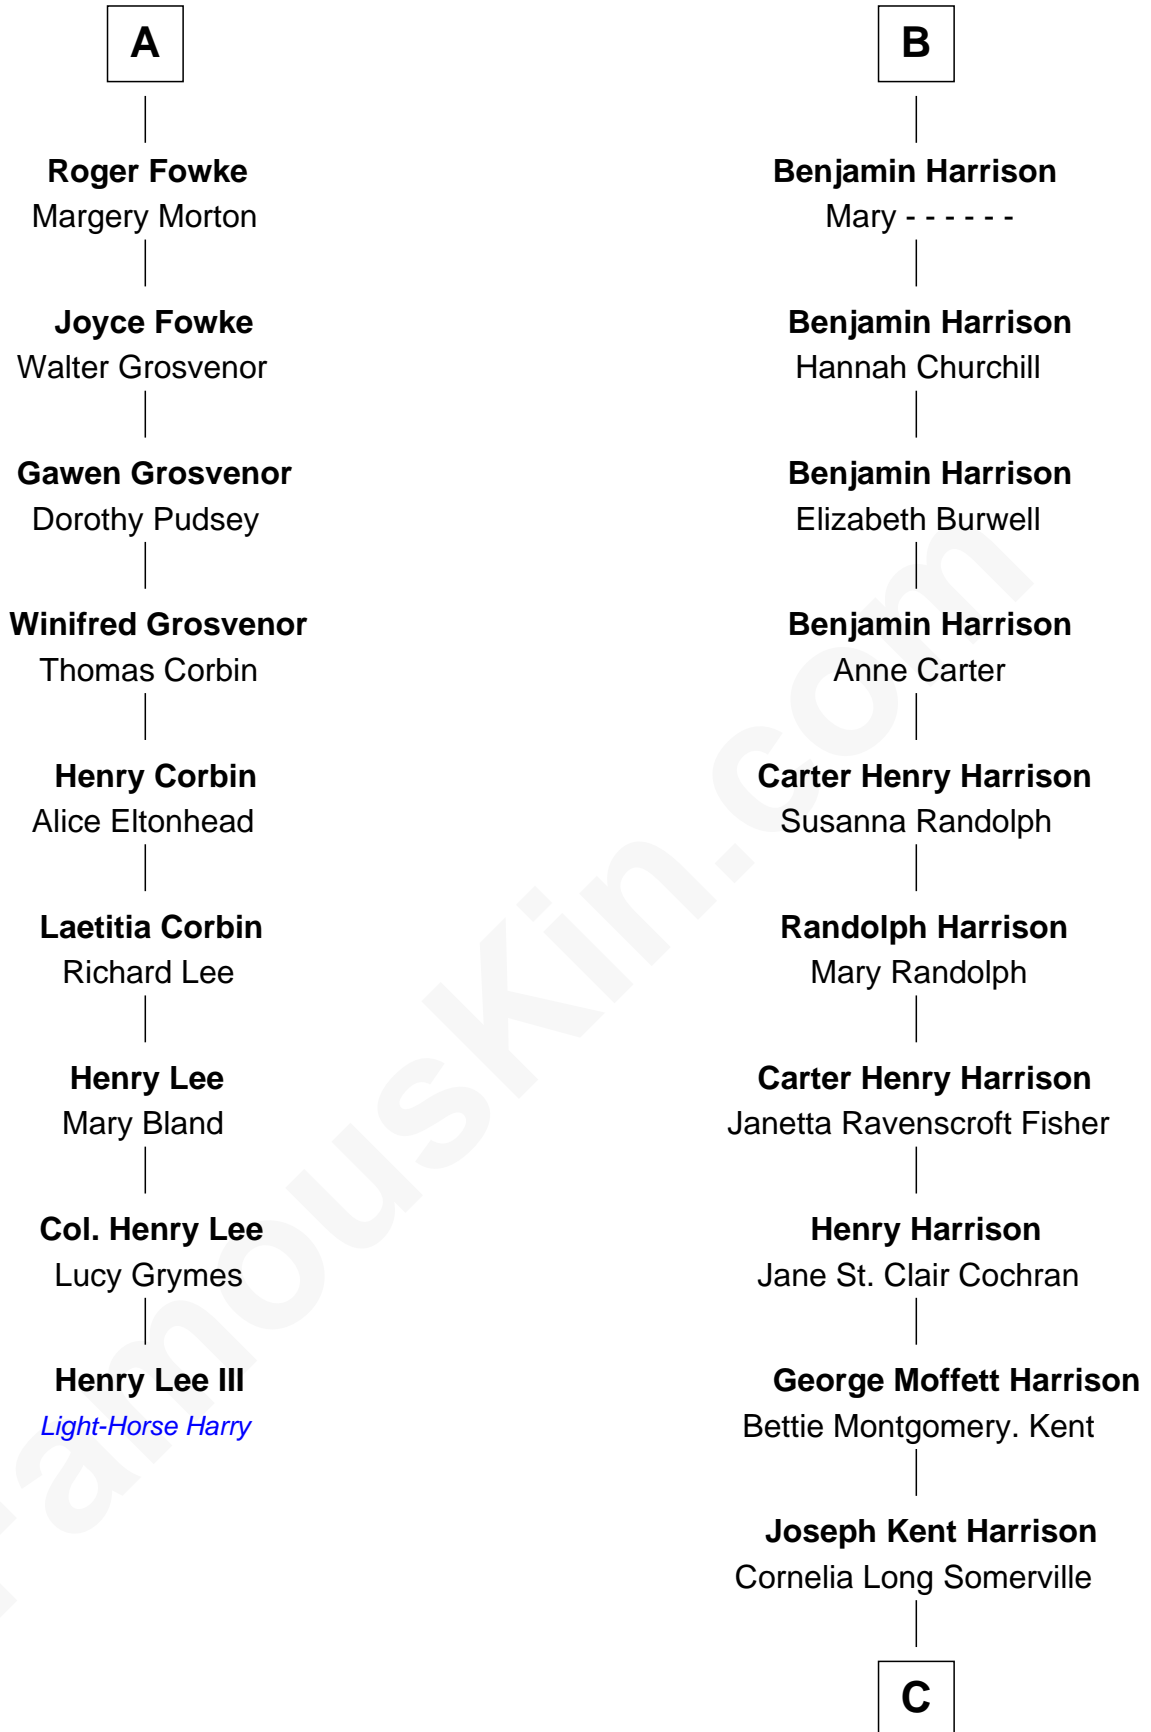 A
Roger Fowke
Margery Morton
Joyce Fowke
Walter Grosvenor
Gawen Grosvenor
Dorothy Pudsey
Winifred Grosvenor
Thomas Corbin
Henry Corbin
Alice Eltonhead
Laetitia Corbin
Richard Lee
Henry Lee
Mary Bland
Col. Henry Lee
Lucy Grymes
Henry Lee III
Light-Horse Harry
B
Benjamin Harrison
Mary - - - - - -
Benjamin Harrison
Hannah Churchill
Benjamin Harrison
Elizabeth Burwell
Benjamin Harrison
Anne Carter
Carter Henry Harrison
Susanna Randolph
Randolph Harrison
Mary Randolph
Carter Henry Harrison
Janetta Ravenscroft Fisher
Henry Harrison
Jane St. Clair Cochran
George Moffett Harrison
Bettie Montgomery. Kent
Joseph Kent Harrison
Cornelia Long Somerville
C
FamousKin.com